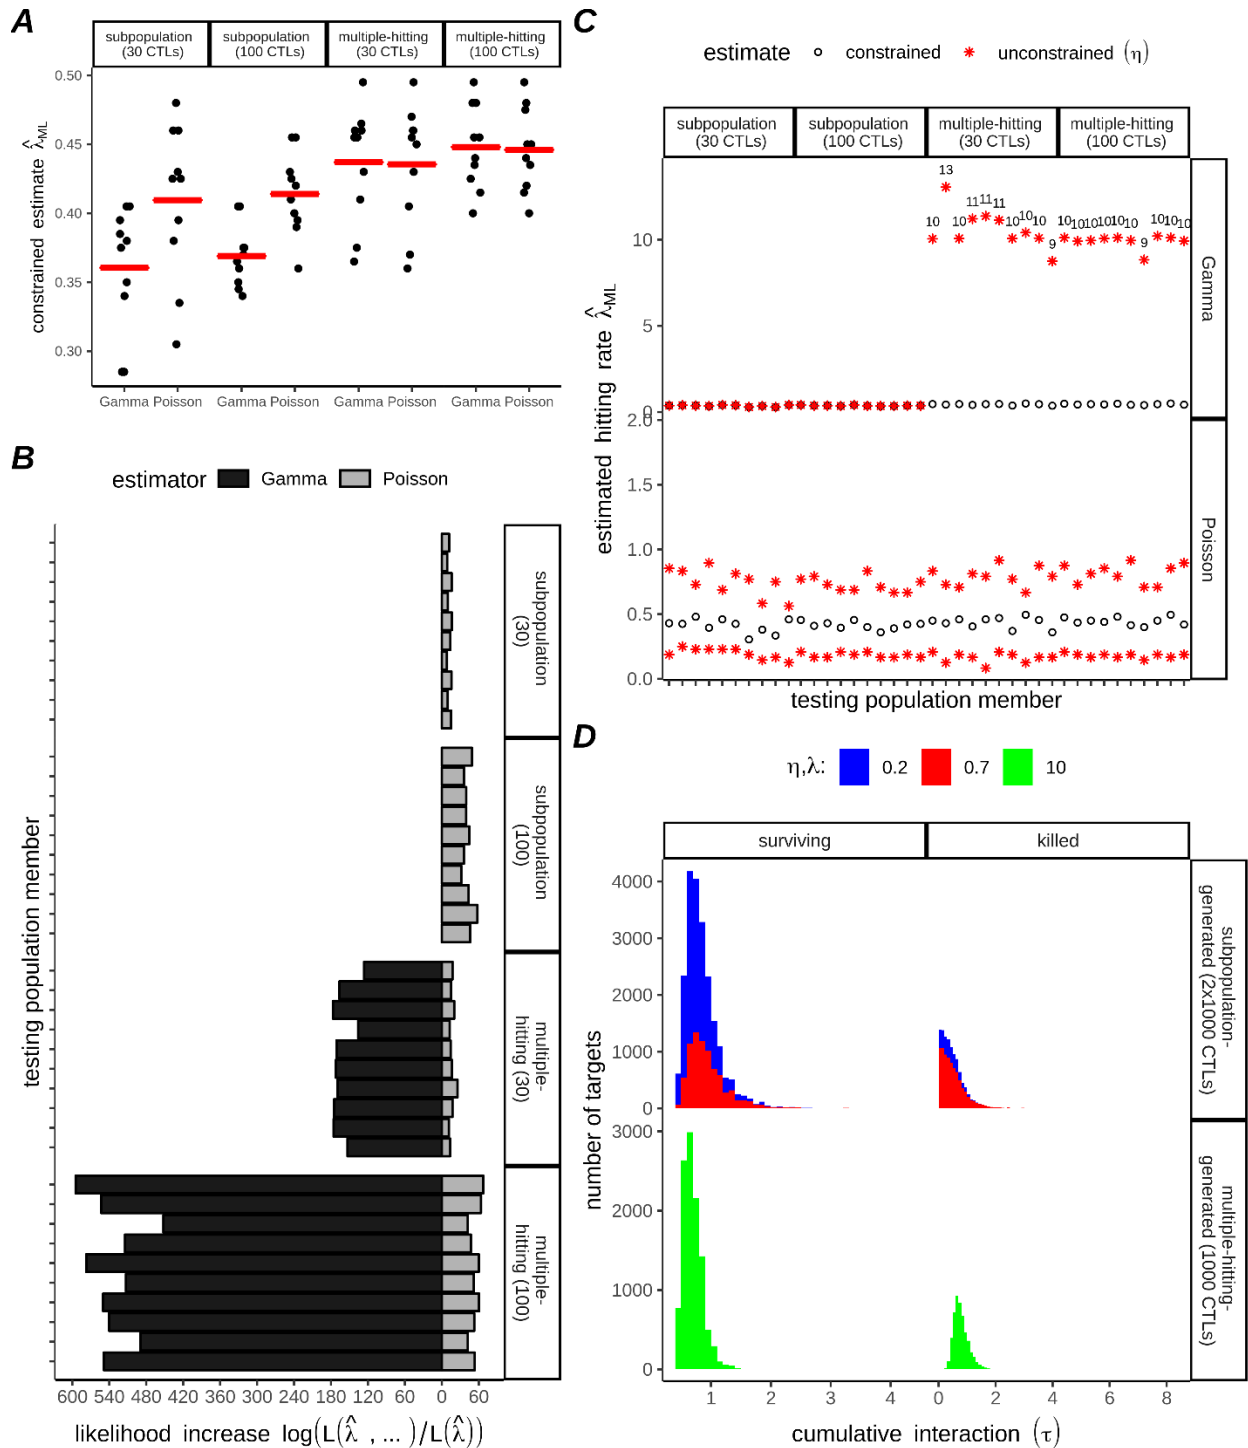 A
subpopulation (30 CTLs)
subpopulation (100 CTLs)
multiple-hitting (30 CTLs)
multiple-hitting (100 CTLs)
constrained estimate λ̂ML
0.50
0.45
0.40
0.35
0.30
Gamma Poisson
Gamma Poisson
Gamma Poisson
Gamma Poisson
B
estimator Gamma Poisson
testing population member
subpopulation (30)
subpopulation (100)
multiple-hitting (30)
multiple-hitting (100)
600 540 480 420 360 300 240 180 120 60 0 60
likelihood increase log(L(λ̂ , ... )/L(λ̂))
C
estimate constrained unconstrained (η)
subpopulation (30 CTLs)
subpopulation (100 CTLs)
multiple-hitting (30 CTLs)
multiple-hitting (100 CTLs)
estimated hitting rate λ̂ML
10
5
0
10 13 10 11 11 11 10 10 10 9 10 10 10 10 10 10 9 10 10 10
Gamma
2.0
1.5
1.0
0.5
0.0
Poisson
testing population member
D
η,λ: 0.2 0.7 10
surviving
killed
number of targets
4000
3000
2000
1000
0
subpopulation-generated (2x1000 CTLs)
3000
2000
1000
0
multiple-hitting-generated (1000 CTLs)
1 2 3 4
0 2 4 6 8
cumulative interaction (τ)